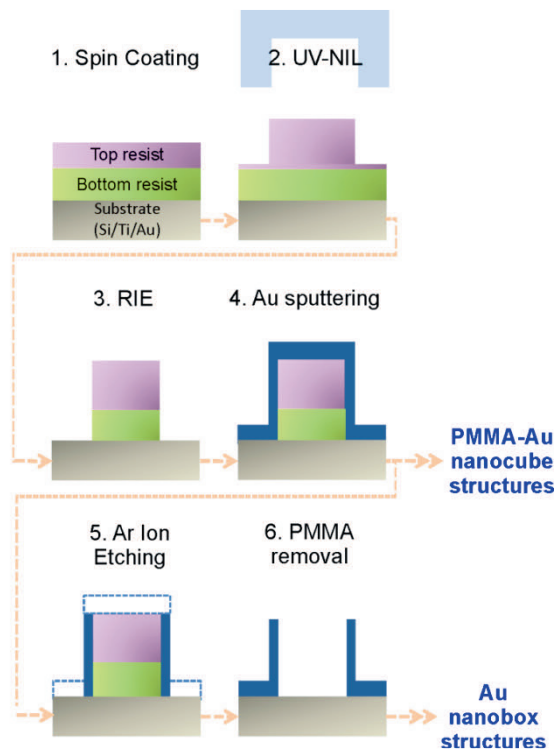 1. Spin Coating
2. UV-NIL
Top resist
Bottom resist
Substrate
(Si/Ti/Au)
3. RIE
4. Au sputtering
PMMA-Au
nanocube
structures
5. Ar Ion
Etching
6. PMMA
removal
Au
nanobox
structures